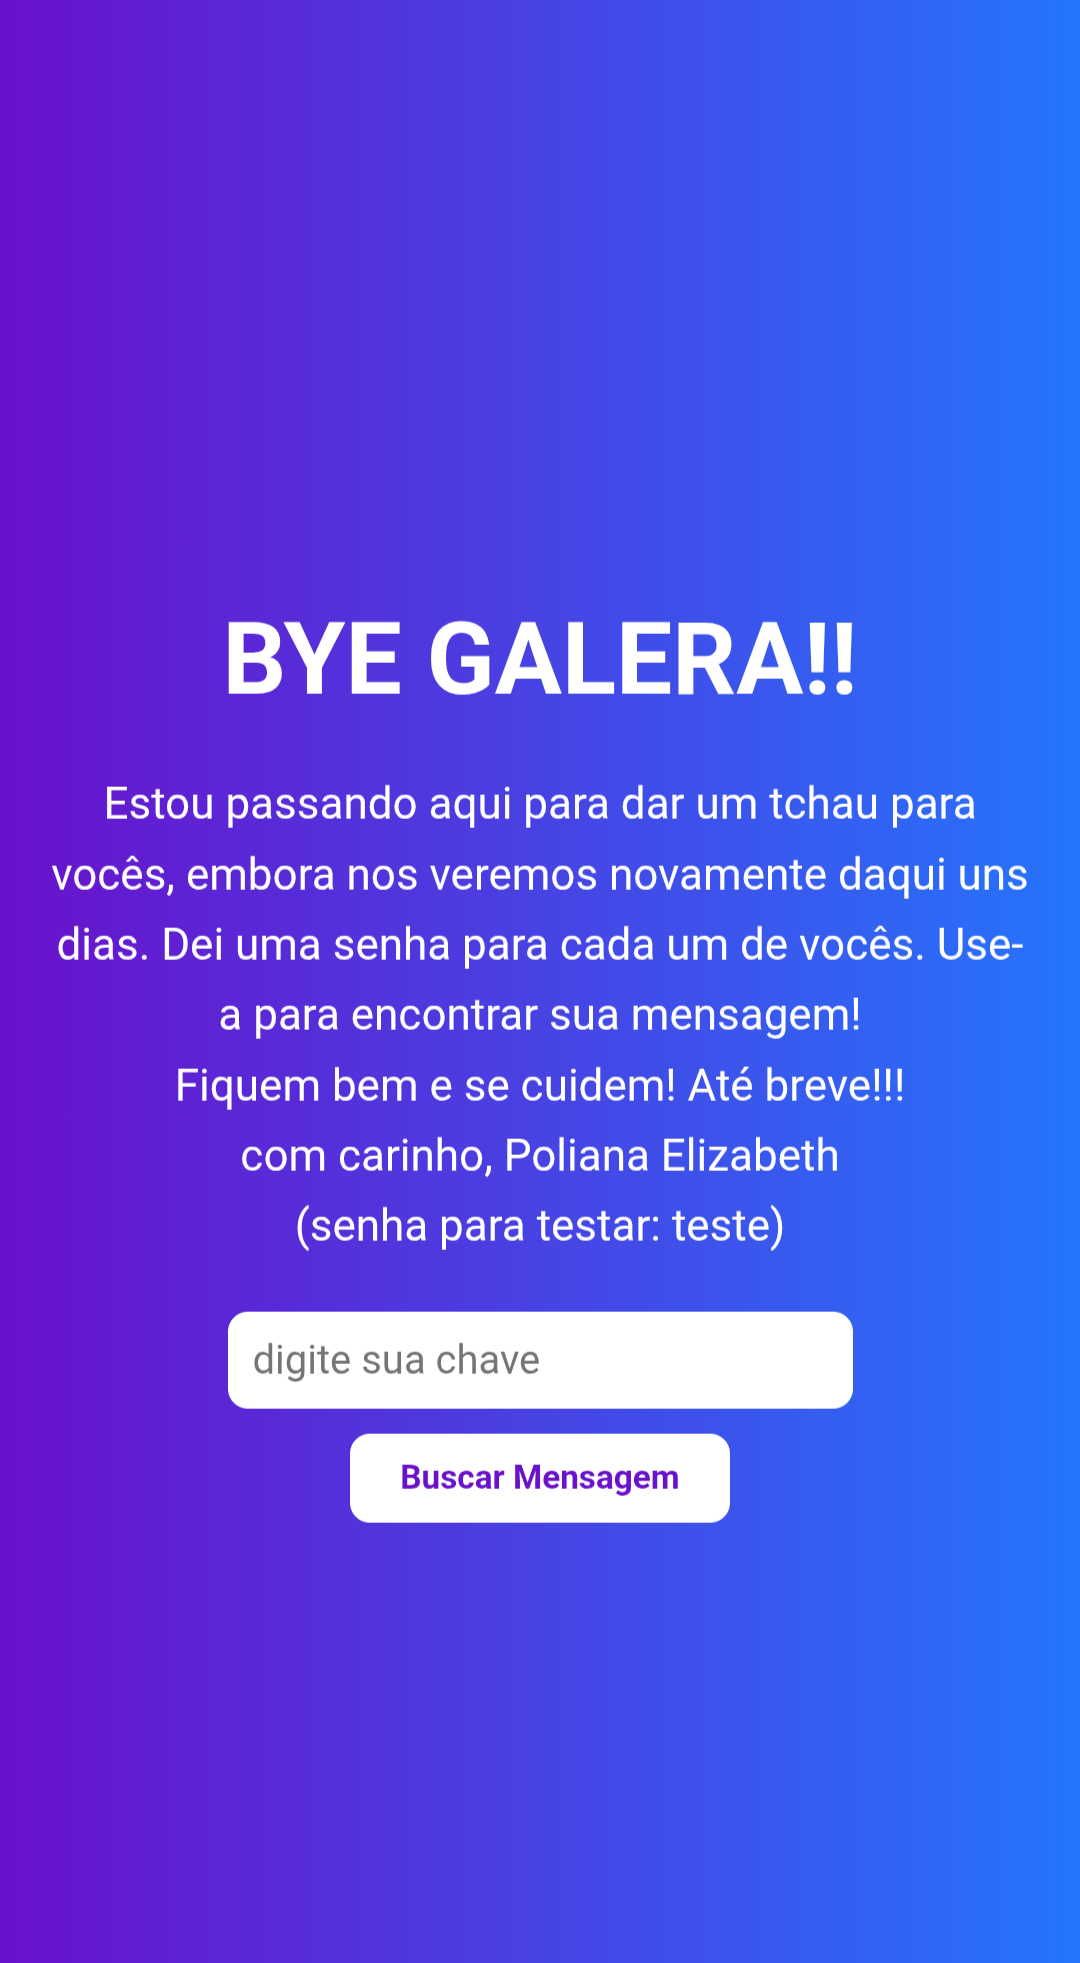 BYE GALERA!!
Estou passando aqui para dar um tchau para
vocês, embora nos veremos novamente daqui uns
dias. Dei uma senha para cada um de vocês. Use-
a para encontrar sua mensagem!
Fiquem bem e se cuidem! Até breve!!!
com carinho, Poliana Elizabeth
(senha para testar: teste)
digite sua chave
Buscar Mensagem